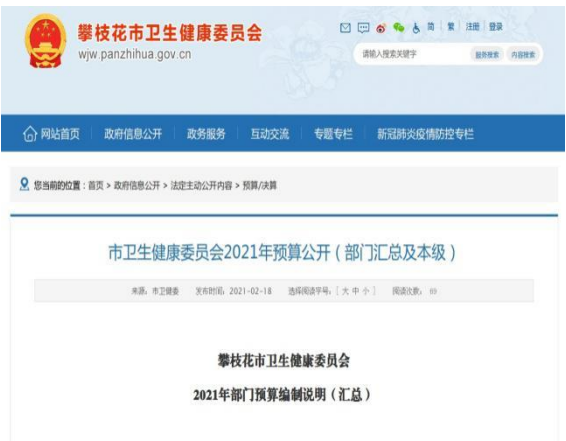 攀枝花市卫生健康委员会
wjw.panzhihua.gov.cn
简 繁 注册 登录
请输入搜索关键字 服务搜索 内容搜索
网站首页 政府信息公开 政务服务 互动交流 专题专栏 新冠肺炎疫情防控专栏
您当前的位置：首页 > 政府信息公开 > 法定主动公开内容 > 预算/决算
市卫生健康委员会2021年预算公开（部门汇总及本级）
来源：市卫健委 发布时间：2021-02-18 选择阅读字号：[ 大 中 小 ] 阅读次数：
攀枝花市卫生健康委员会
2021年部门预算编制说明（汇总）